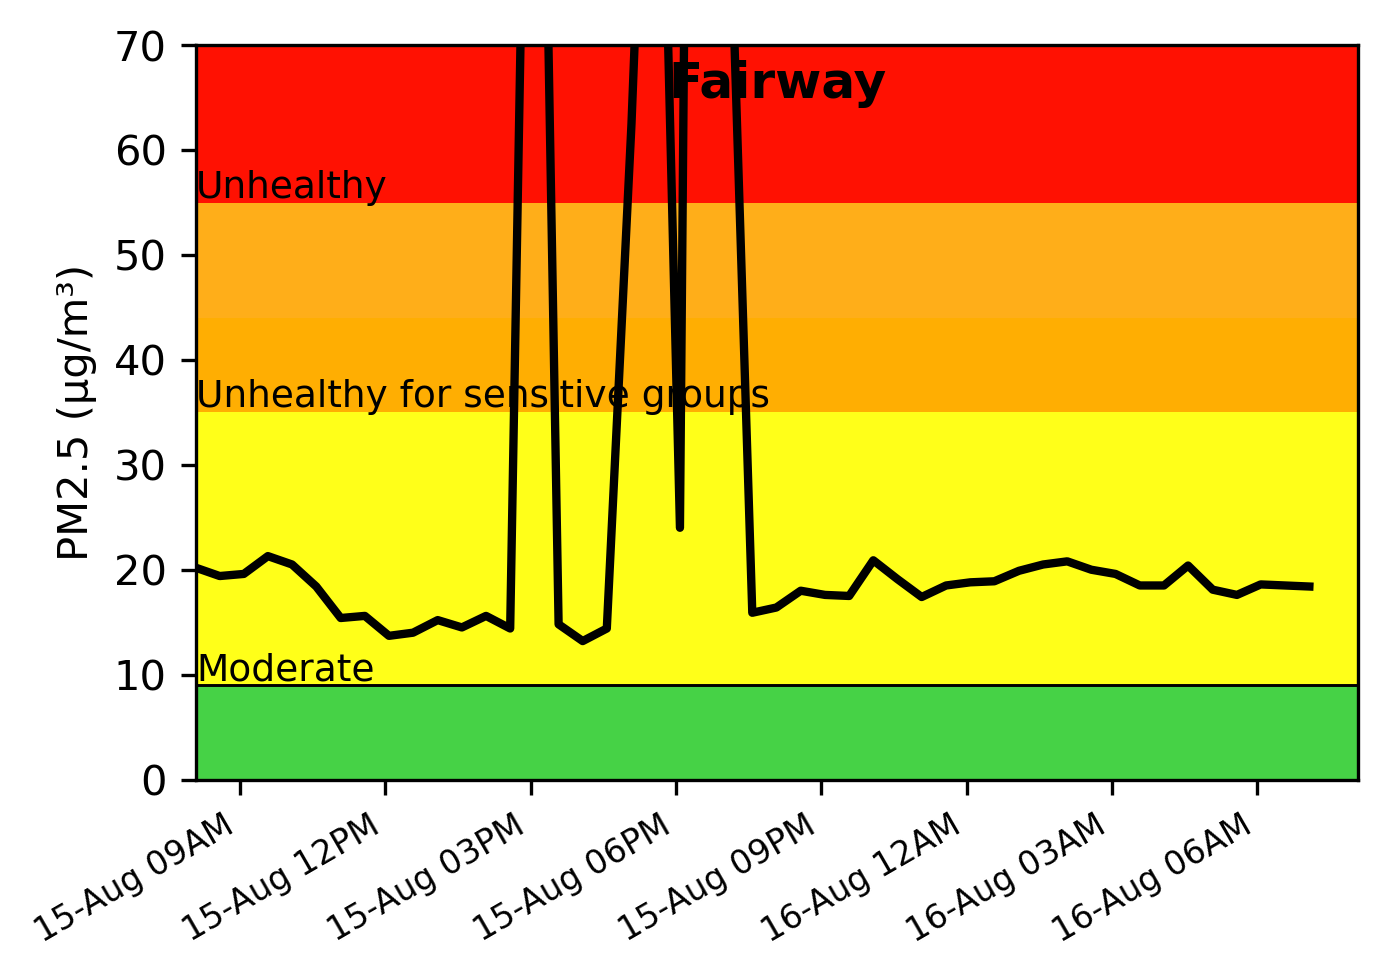 Fairway
70
60
50
40
30
20
10
0
PM2.5 (µg/m³)
Unhealthy
Unhealthy for sensitive groups
Moderate
15-Aug 09AM
15-Aug 12PM
15-Aug 03PM
15-Aug 06PM
15-Aug 09PM
16-Aug 12AM
16-Aug 03AM
16-Aug 06AM